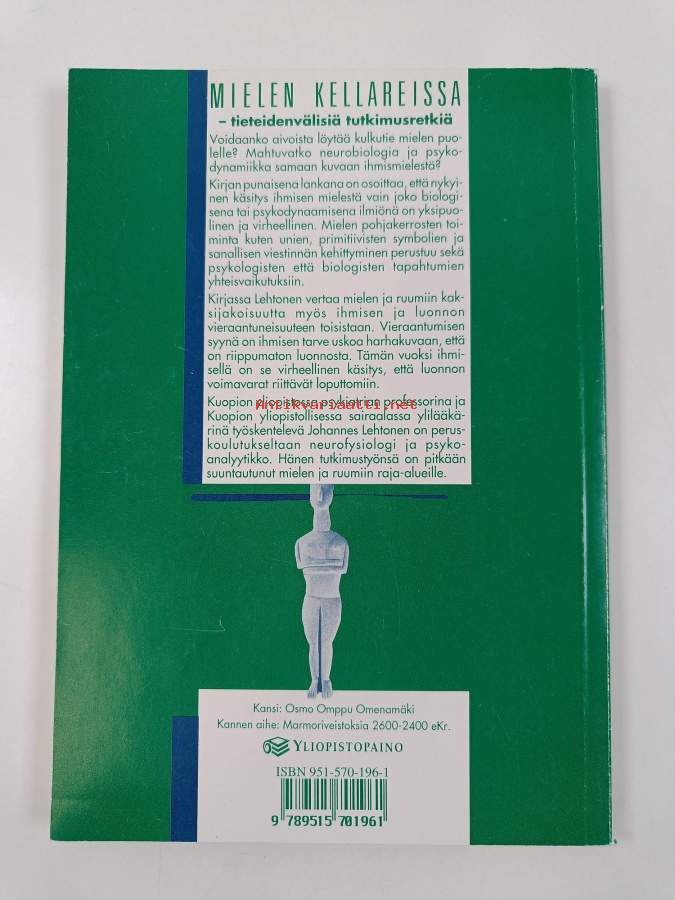 MIELEN KELLAREISSA
– tieteidenvälisiä tutkimusretkiä
Voidaanko aivoista löytää kulkutie mielen puo-
lelle? Mahtuvatko neurobiologia ja psyko-
dynamiikka samaan kuvaan ihmismielestä?
Kirjan punaisena lankana on osoittaa, että nykyi-
nen käsitys ihmisen mielestä vain joko biologi-
sena tai psykodynaamisena ilmiönä on yksipuo-
linen ja virheellinen. Mielen pohjakerrosten toi-
minta kuten unien, primitiivisten symbolien ja
sanallisen viestinnän kehittyminen perustuu sekä
psykologisten että biologisten tapahtumien
yhteisvaikutuksiin.
Kirjassa Lehtonen vertaa mielen ja ruumiin kak-
sijakoisuutta myös ihmisen ja luonnon
vieraantuneisuuteen toisistaan. Vieraantumisen
syynä on ihmisen tarve uskoa harhakuvaan, että
on riippumaton luonnosta. Tämän vuoksi ihmi-
sellä on se virheellinen käsitys, että luonnon
voimavarat riittävät loputtomiin.
Kuopion yliopistossa psykiatrian professorina ja
Antikvariaatti.net
Kuopion yliopistollisessa sairaalassa ylilääkä-
rinä työskentelevä Johannes Lehtonen on perus-
koulutukseltaan neurofysiologi ja psyko-
analyytikko. Hänen tutkimustyönsä on pitkään
suuntautunut mielen ja ruumiin raja-alueille.
Kansi: Osmo Omppu Omenamäki
Kannen aihe: Marmoriveistoksia 2600-2400 eKr.
YLIOPISTOPAINO
ISBN 951-570-196-1
9 789515 701961